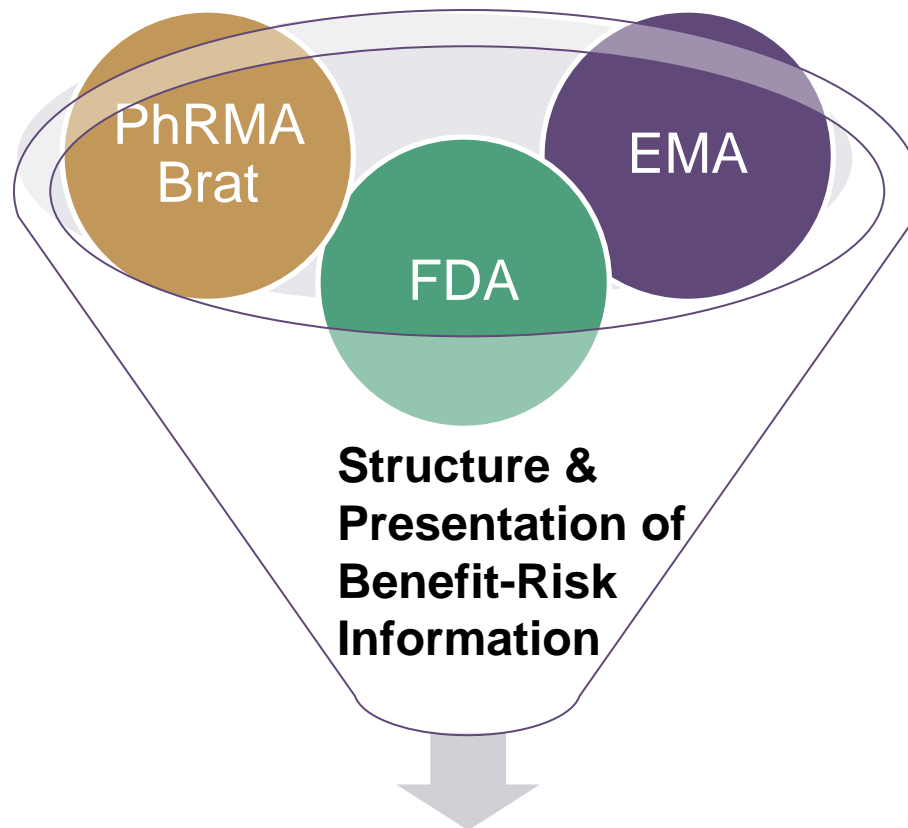 PhRMA
Brat
EMA
FDA
Structure &
Presentation of
Benefit-Risk
Information